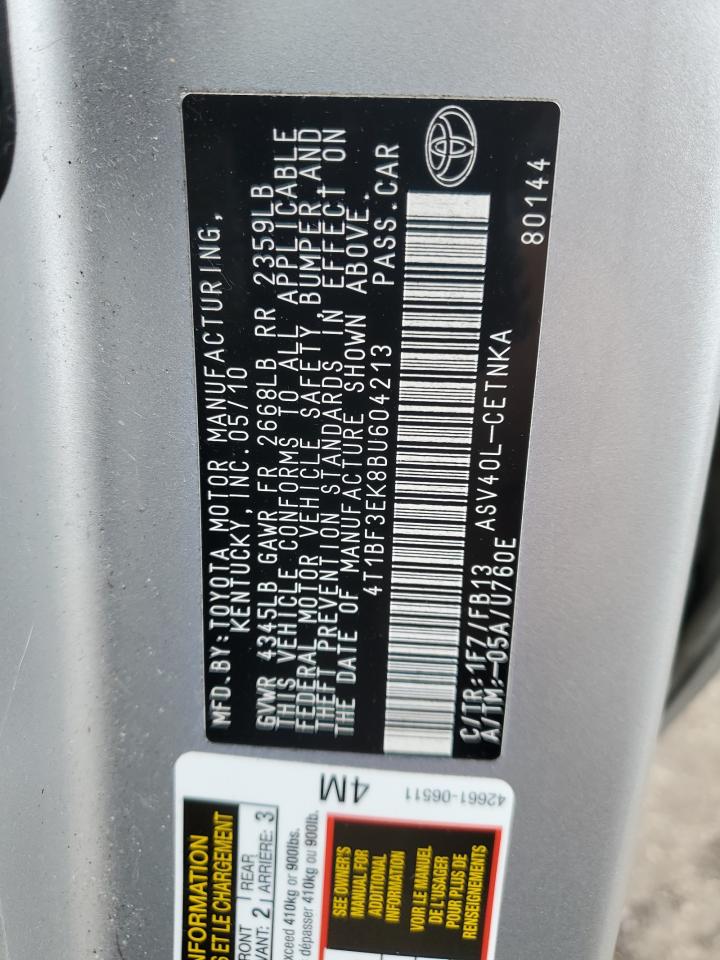 MFD.BY:TOYOTA MOTOR MANUFACTURING,
KENTUCKY,INC.05/10
GVWR 4345LB GAWR FR 2668LB RR 2359LB
THIS VEHICLE CONFORMS TO ALL APPLICABLE
FEDERAL MOTOR VEHICLE SAFETY,BUMPER,AND
THEFT PREVENTION STANDARDS IN EFFECT ON
THE DATE OF MANUFACTURE SHOWN ABOVE.
4T1BF3EK8BU604213 PASS.CAR
C/TR:1F7/FB13 ASV40L-CETNKA
A/TM:-05A/U760E 80144
INFORMATION
S ET LE CHARGEMENT
FRONT
VANT: 2
REAR
ARRIÈRE: 3
exceed 410kg or 900lbs.
dépasser 410kg ou 900lb.
4M
42661-06511
SEE OWNER'S
MANUAL FOR
ADDITIONAL
INFORMATION
VOIR LE MANUEL
DE L'USAGER
POUR PLUS DE
RENSEIGNEMENTS